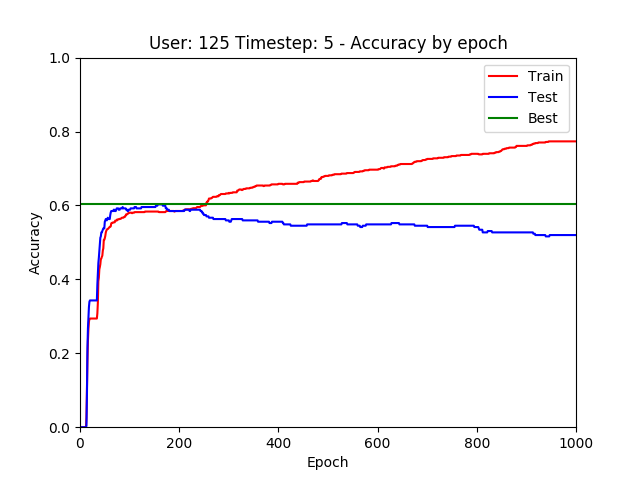 User: 125 Timestep: 5 - Accuracy by epoch
1.0
0.8
0.6
0.4
0.2
0.0
Accuracy
Train
Test
Best
0 200 400 600 800 1000
Epoch